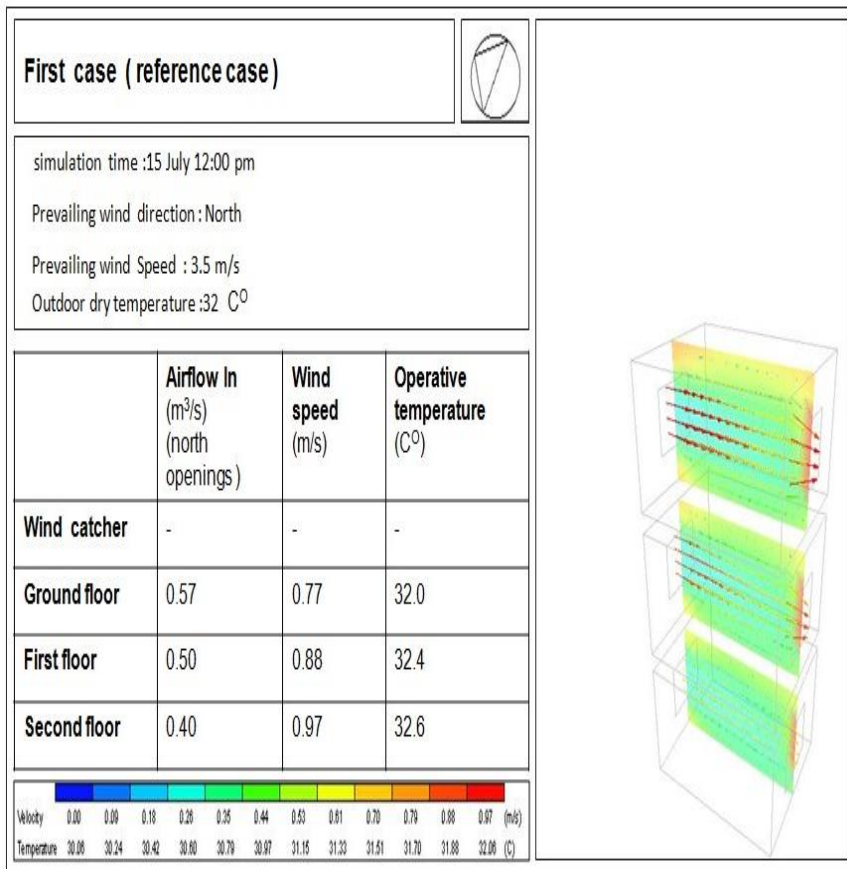 First case ( reference case )
simulation time :15 July 12:00 pm
Prevailing wind direction : North
Prevailing wind Speed : 3.5 m/s
Outdoor dry temperature :32 C⁰
Airflow In (m³/s) (north openings )
Wind speed (m/s)
Operative temperature (C⁰)
Wind catcher - - -
Ground floor 0.57 0.77 32.0
First floor 0.50 0.88 32.4
Second floor 0.40 0.97 32.6
Velocity 0.00 0.09 0.18 0.26 0.35 0.44 0.53 0.61 0.70 0.79 0.88 0.97 (m/s)
Temperature 30.06 30.24 30.42 30.60 30.79 30.97 31.15 31.33 31.51 31.70 31.88 32.06 (C)